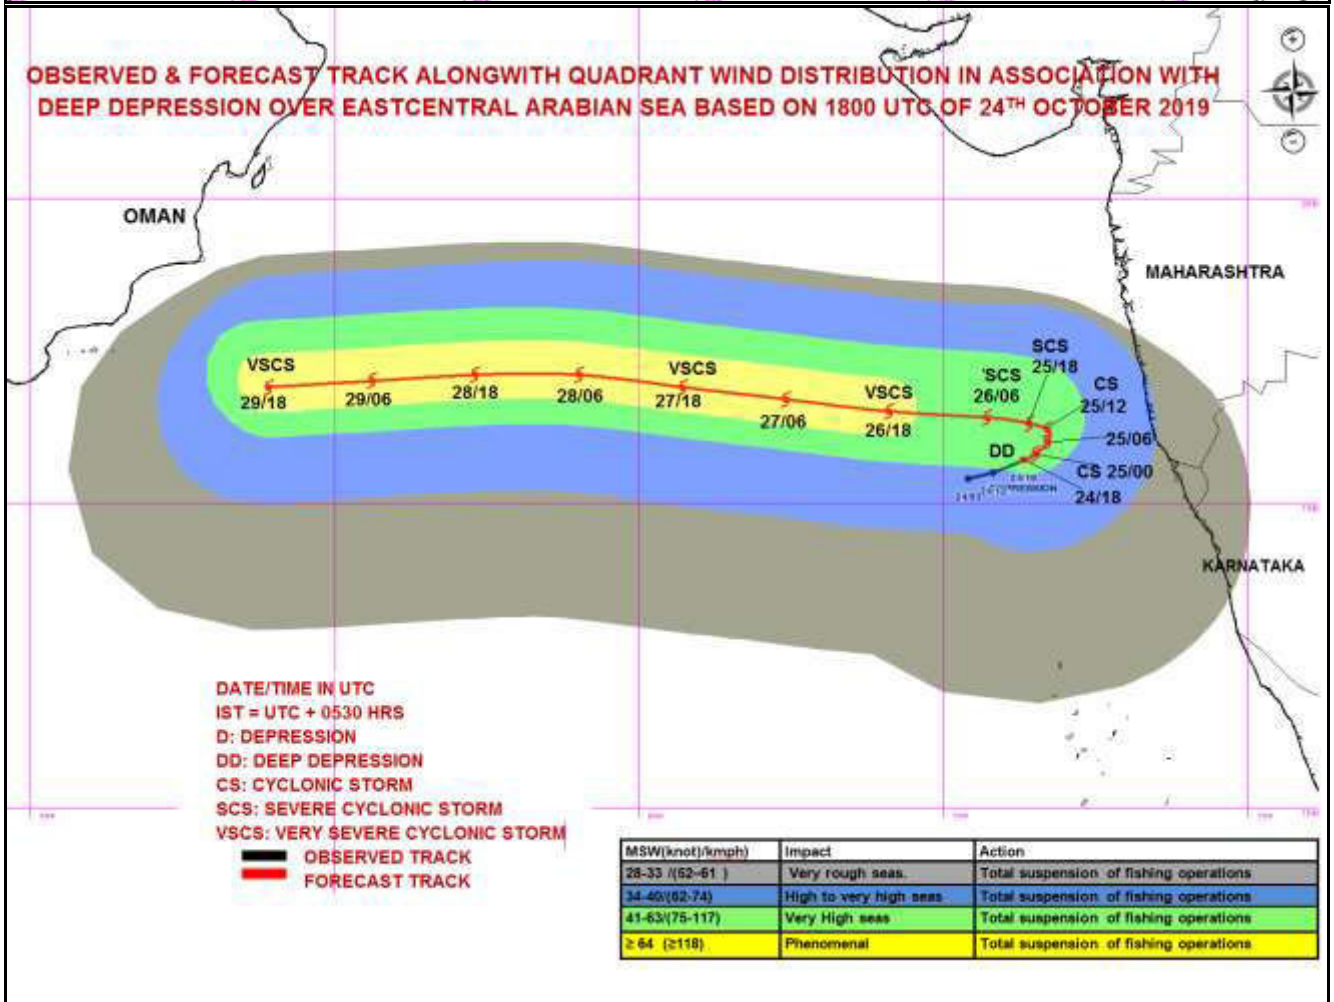 OBSERVED & FORECAST TRACK ALONGWITH QUADRANT WIND DISTRIBUTION IN ASSOCIATION WITH
DEEP DEPRESSION OVER EASTCENTRAL ARABIAN SEA BASED ON 1800 UTC OF 24TH OCTOBER 2019
OMAN
MAHARASHTRA
SCS
25/18
VSCS
29/18
29/06
28/18
28/06
VSCS
27/18
27/06
VSCS
26/18
'SCS
26/06
CS
25/12
25/06
DD
CS 25/00
24/18
KARNATAKA
DATE/TIME IN UTC
IST = UTC + 0530 HRS
D: DEPRESSION
DD: DEEP DEPRESSION
CS: CYCLONIC STORM
SCS: SEVERE CYCLONIC STORM
VSCS: VERY SEVERE CYCLONIC STORM
OBSERVED TRACK
FORECAST TRACK
MSW(knot)/kmph) Impact Action
28-33 /(52–61 ) Very rough seas. Total suspension of fishing operations
34-40/(62-74) High to very high seas Total suspension of fishing operations
41-63/(75-117) Very High seas Total suspension of fishing operations
≥ 64 (≥118) Phenomenal Total suspension of fishing operations